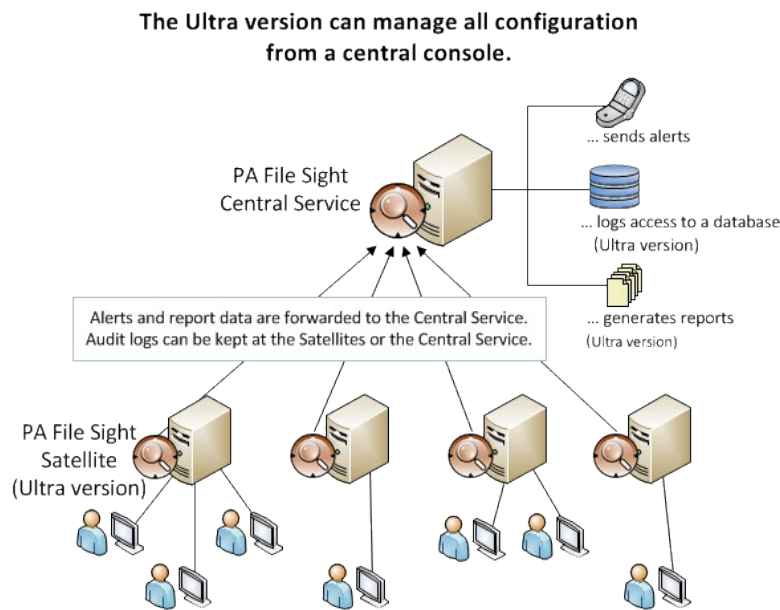 The Ultra version can manage all configuration
from a central console.
... sends alerts
PA File Sight
Central Service
... logs access to a database
(Ultra version)
... generates reports
(Ultra version)
Alerts and report data are forwarded to the Central Service.
Audit logs can be kept at the Satellites or the Central Service.
PA File Sight
Satellite
(Ultra version)